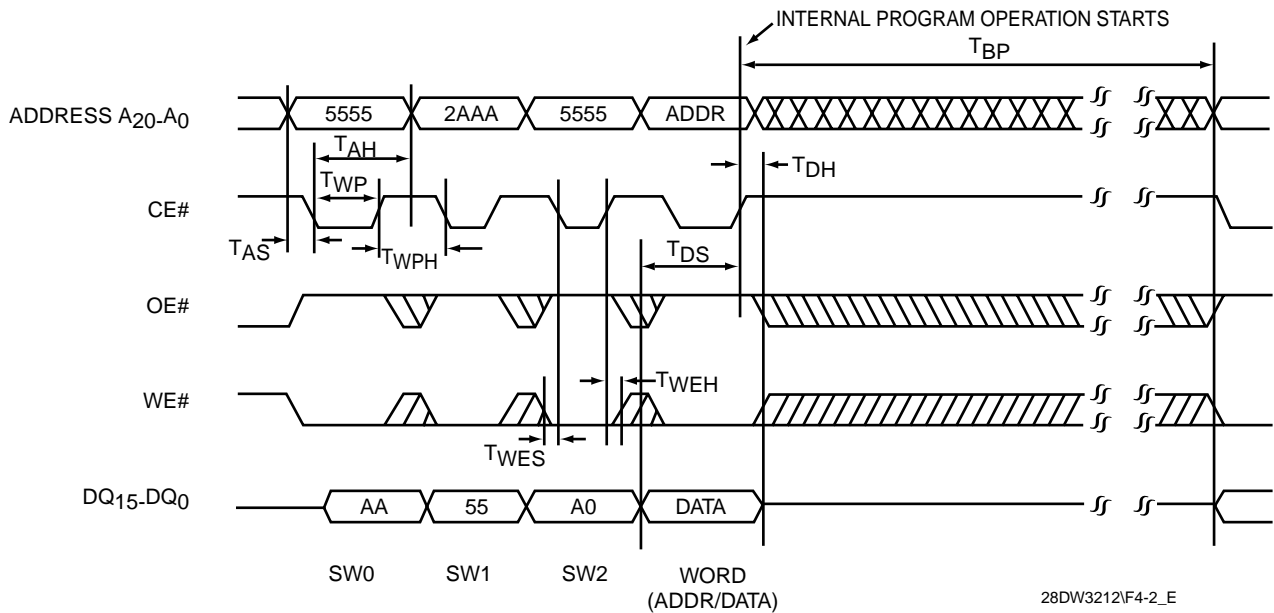 INTERNAL PROGRAM OPERATION STARTS
TBP
ADDRESS A20-A0
5555
2AAA
5555
ADDR
TAH
TDH
TWP
CE#
TAS
TWPH
TDS
OE#
WE#
TWEH
TWES
DQ15-DQ0
AA
55
A0
DATA
SW0
SW1
SW2
WORD
(ADDR/DATA)
28DW3212\F4-2_E